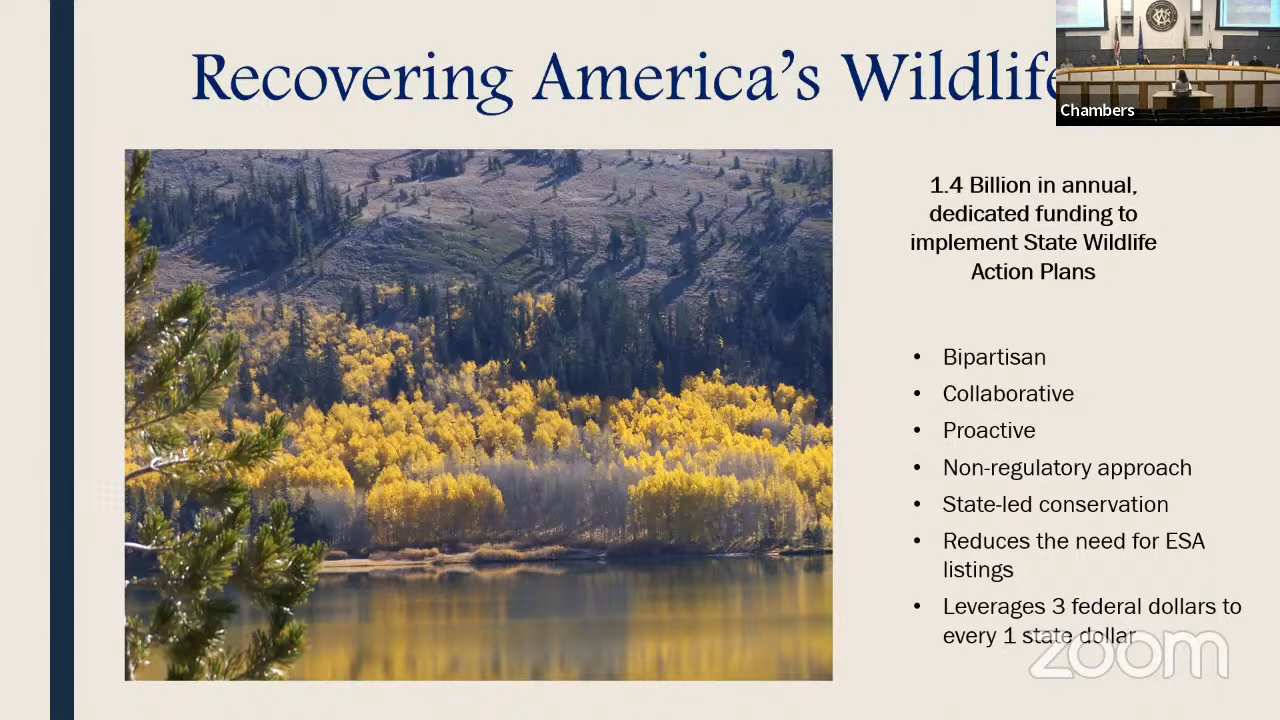 Recovering America's Wildlife
Chambers
1.4 Billion in annual,
dedicated funding to
implement State Wildlife
Action Plans
• Bipartisan
• Collaborative
• Proactive
• Non-regulatory approach
• State-led conservation
• Reduces the need for ESA
listings
• Leverages 3 federal dollars to
every 1 state dollar
zoom